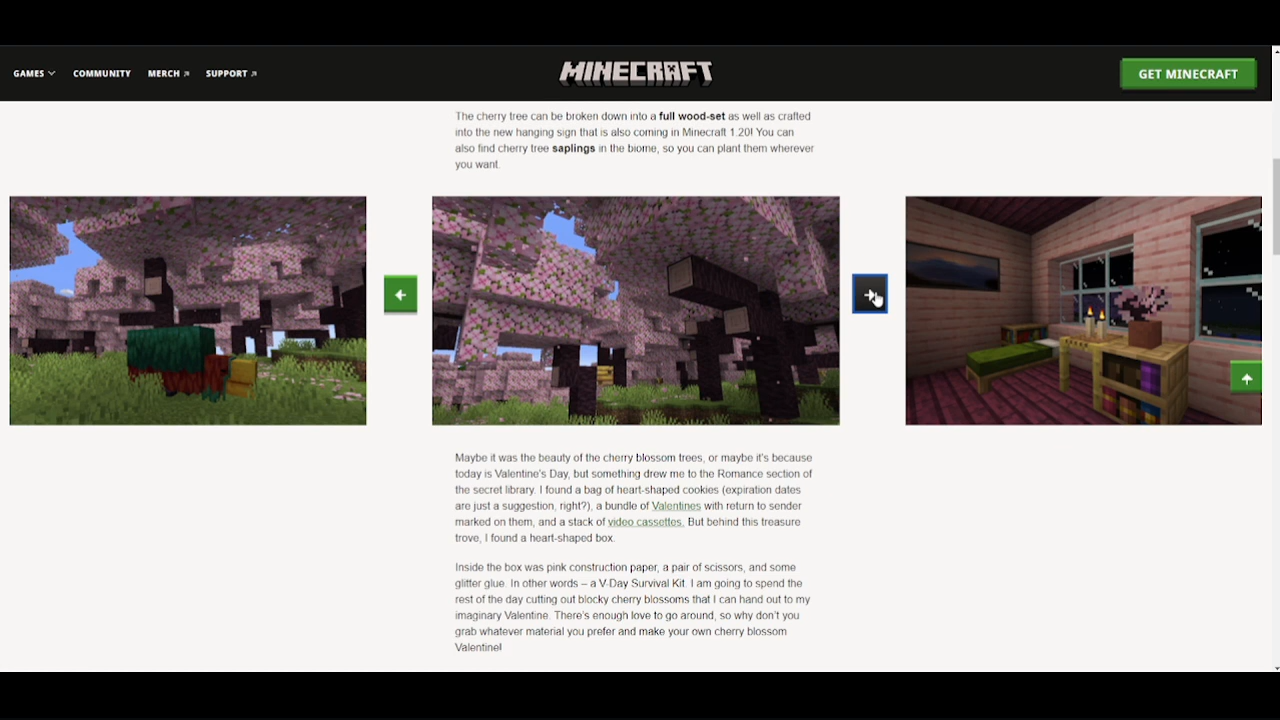 GAMES COMMUNITY MERCH SUPPORT MINECRAFT GET MINECRAFT
The cherry tree can be broken down into a full wood-set as well as crafted
into the new hanging sign that is also coming in Minecraft 1.20! You can
also find cherry tree saplings in the biome, so you can plant them wherever
you want.
Maybe it was the beauty of the cherry blossom trees, or maybe it's because
today is Valentine's Day, but something drew me to the Romance section of
the secret library. I found a bag of heart-shaped cookies (expiration dates
are just a suggestion, right?), a bundle of Valentines with return to sender
marked on them, and a stack of video cassettes. But behind this treasure
trove, I found a heart-shaped box.
Inside the box was pink construction paper, a pair of scissors, and some
glitter glue. In other words – a V-Day Survival Kit. I am going to spend the
rest of the day cutting out blocky cherry blossoms that I can hand out to my
imaginary Valentine. There's enough love to go around, so why don't you
grab whatever material you prefer and make your own cherry blossom
Valentine!